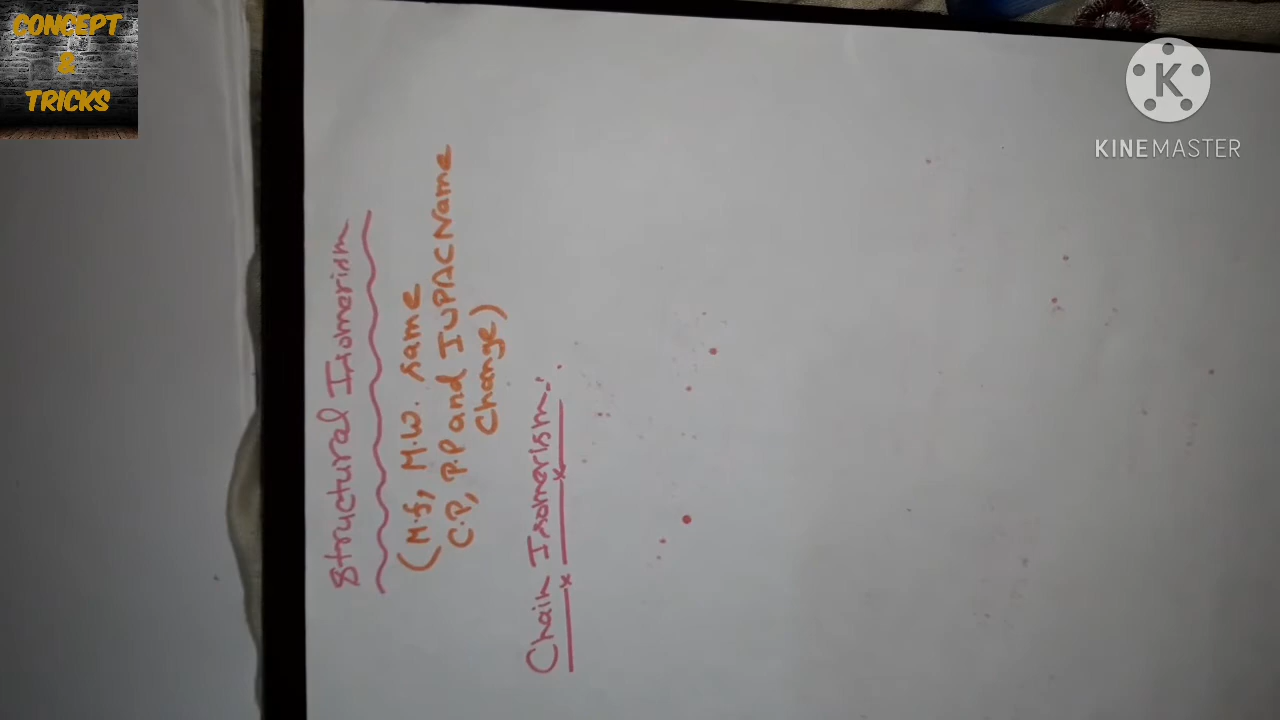 CONCEPT
&
TRICKS
K
KINEMASTER
Structural Isomerism
(M.f, M.W. same
C.P, P.P and IUPAC Name
Change)
Chain Isomerism: